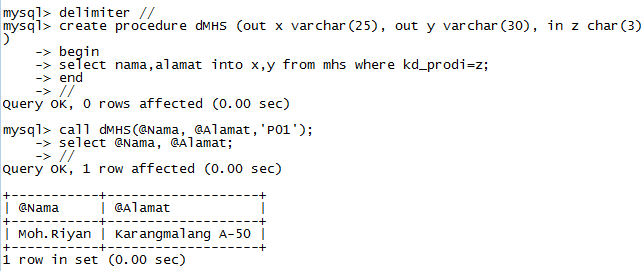 mysql> delimiter //
mysql> create procedure dMHS (out x varchar(25), out y varchar(30), in z char(3)
)
    -> begin
    -> select nama,alamat into x,y from mhs where kd_prodi=z;
    -> end
    -> //
Query OK, 0 rows affected (0.00 sec)

mysql> call dMHS(@Nama, @Alamat,'P01');
    -> select @Nama, @Alamat;
    -> //
Query OK, 1 row affected (0.00 sec)

+-----------+-------------------+
| @Nama     | @Alamat           |
+-----------+-------------------+
| Moh.Riyan | Karangmalang A-50 |
+-----------+-------------------+
1 row in set (0.00 sec)